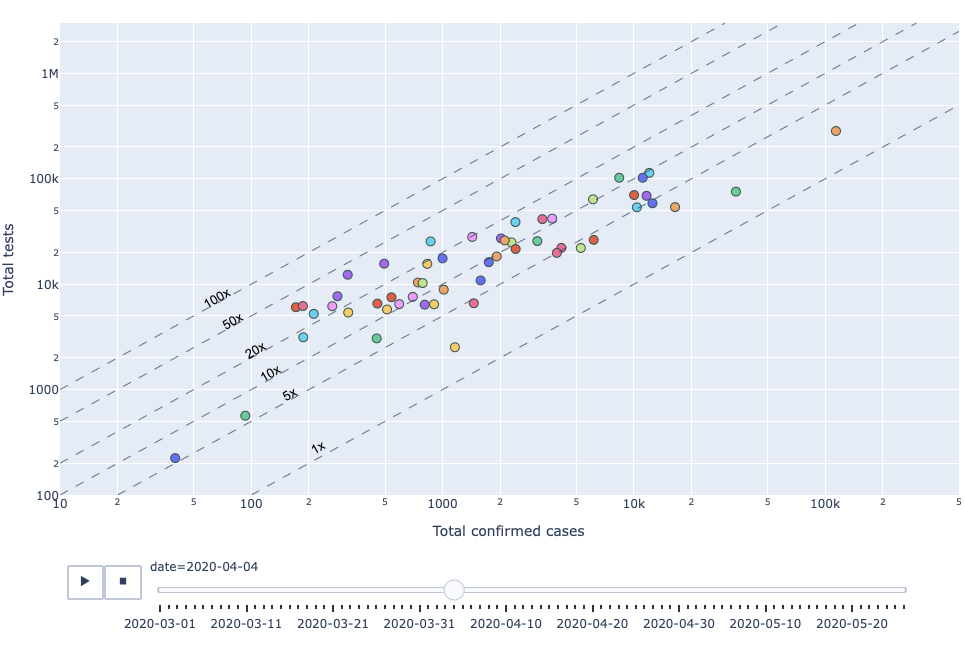 2
1M
5
2
100k
5
2
10k
5
2
1000
5
2
100
Total tests
100x
50x
20x
10x
5x
1x
10 2 5 100 2 5 1000 2 5 10k 2 5 100k 2 5
Total confirmed cases
date=2020-04-04
2020-03-01 2020-03-11 2020-03-21 2020-03-31 2020-04-10 2020-04-20 2020-04-30 2020-05-10 2020-05-20